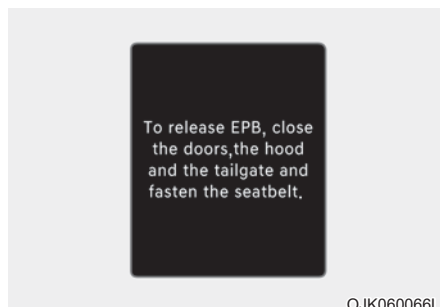 To release EPB, close
the doors,the hood
and the tailgate and
fasten the seatbelt.
OJK060066L